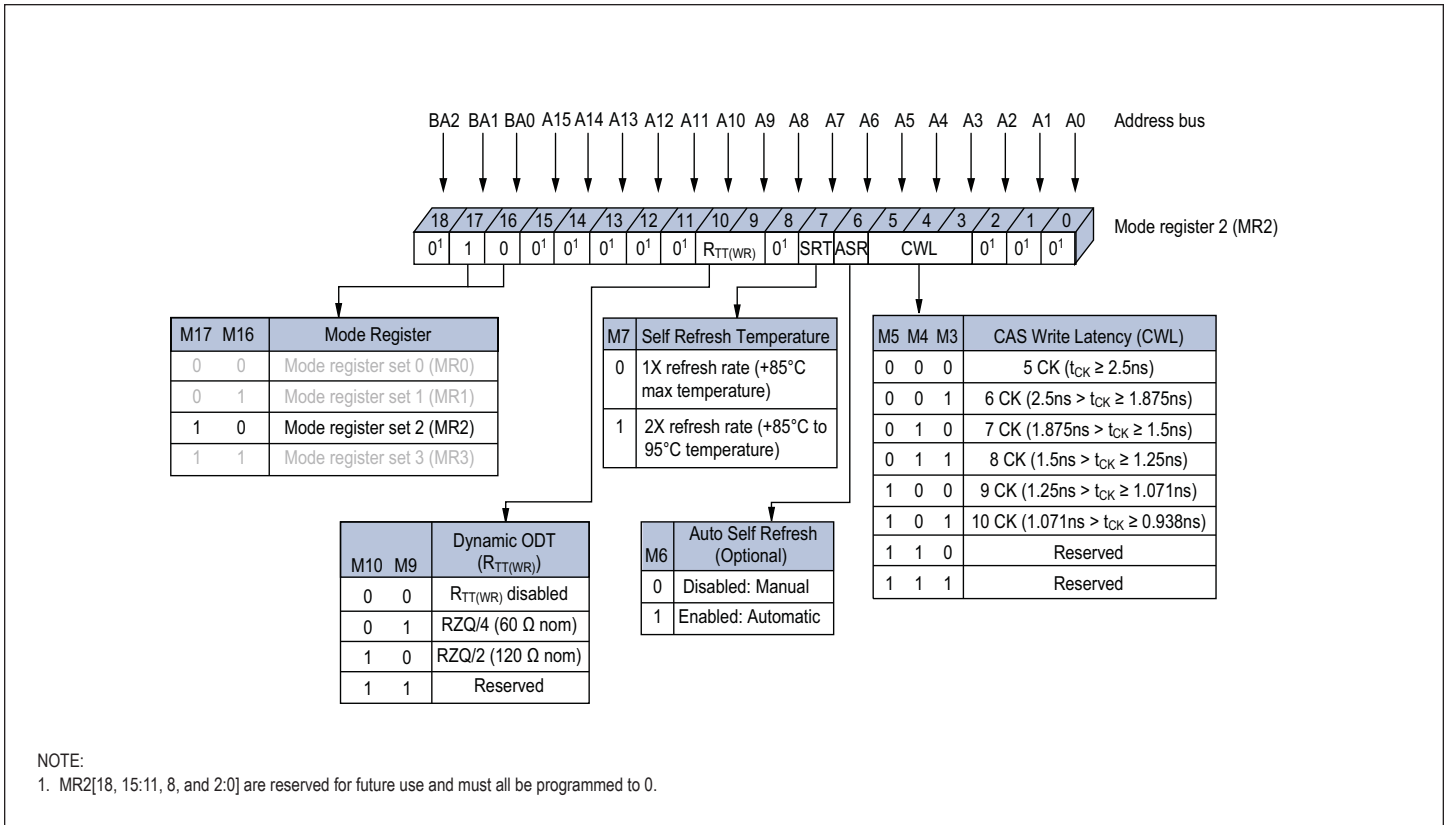 BA2 BA1 BA0 A15 A14 A13 A12 A11 A10 A9 A8 A7 A6 A5 A4 A3 A2 A1 A0 Address bus
18 17 16 15 14 13 12 11 10 9 8 7 6 5 4 3 2 1 0
Mode register 2 (MR2)
0¹ 1 0 0¹ 0¹ 0¹ 0¹ 0¹ RTT(WR) 0¹ SRT ASR CWL 0¹ 0¹ 0¹
M17 M16 Mode Register
0 0 Mode register set 0 (MR0)
0 1 Mode register set 1 (MR1)
1 0 Mode register set 2 (MR2)
1 1 Mode register set 3 (MR3)
M7 Self Refresh Temperature
0 1X refresh rate (+85°C
max temperature)
1 2X refresh rate (+85°C to
95°C temperature)
M5 M4 M3 CAS Write Latency (CWL)
0 0 0 5 CK (tCK ≥ 2.5ns)
0 0 1 6 CK (2.5ns > tCK ≥ 1.875ns)
0 1 0 7 CK (1.875ns > tCK ≥ 1.5ns)
0 1 1 8 CK (1.5ns > tCK ≥ 1.25ns)
1 0 0 9 CK (1.25ns > tCK ≥ 1.071ns)
1 0 1 10 CK (1.071ns > tCK ≥ 0.938ns)
1 1 0 Reserved
1 1 1 Reserved
Dynamic ODT
M10 M9 (RTT(WR))
0 0 RTT(WR) disabled
0 1 RZQ/4 (60 Ω nom)
1 0 RZQ/2 (120 Ω nom)
1 1 Reserved
Auto Self Refresh
M6 (Optional)
0 Disabled: Manual
1 Enabled: Automatic
NOTE:
1. MR2[18, 15:11, 8, and 2:0] are reserved for future use and must all be programmed to 0.